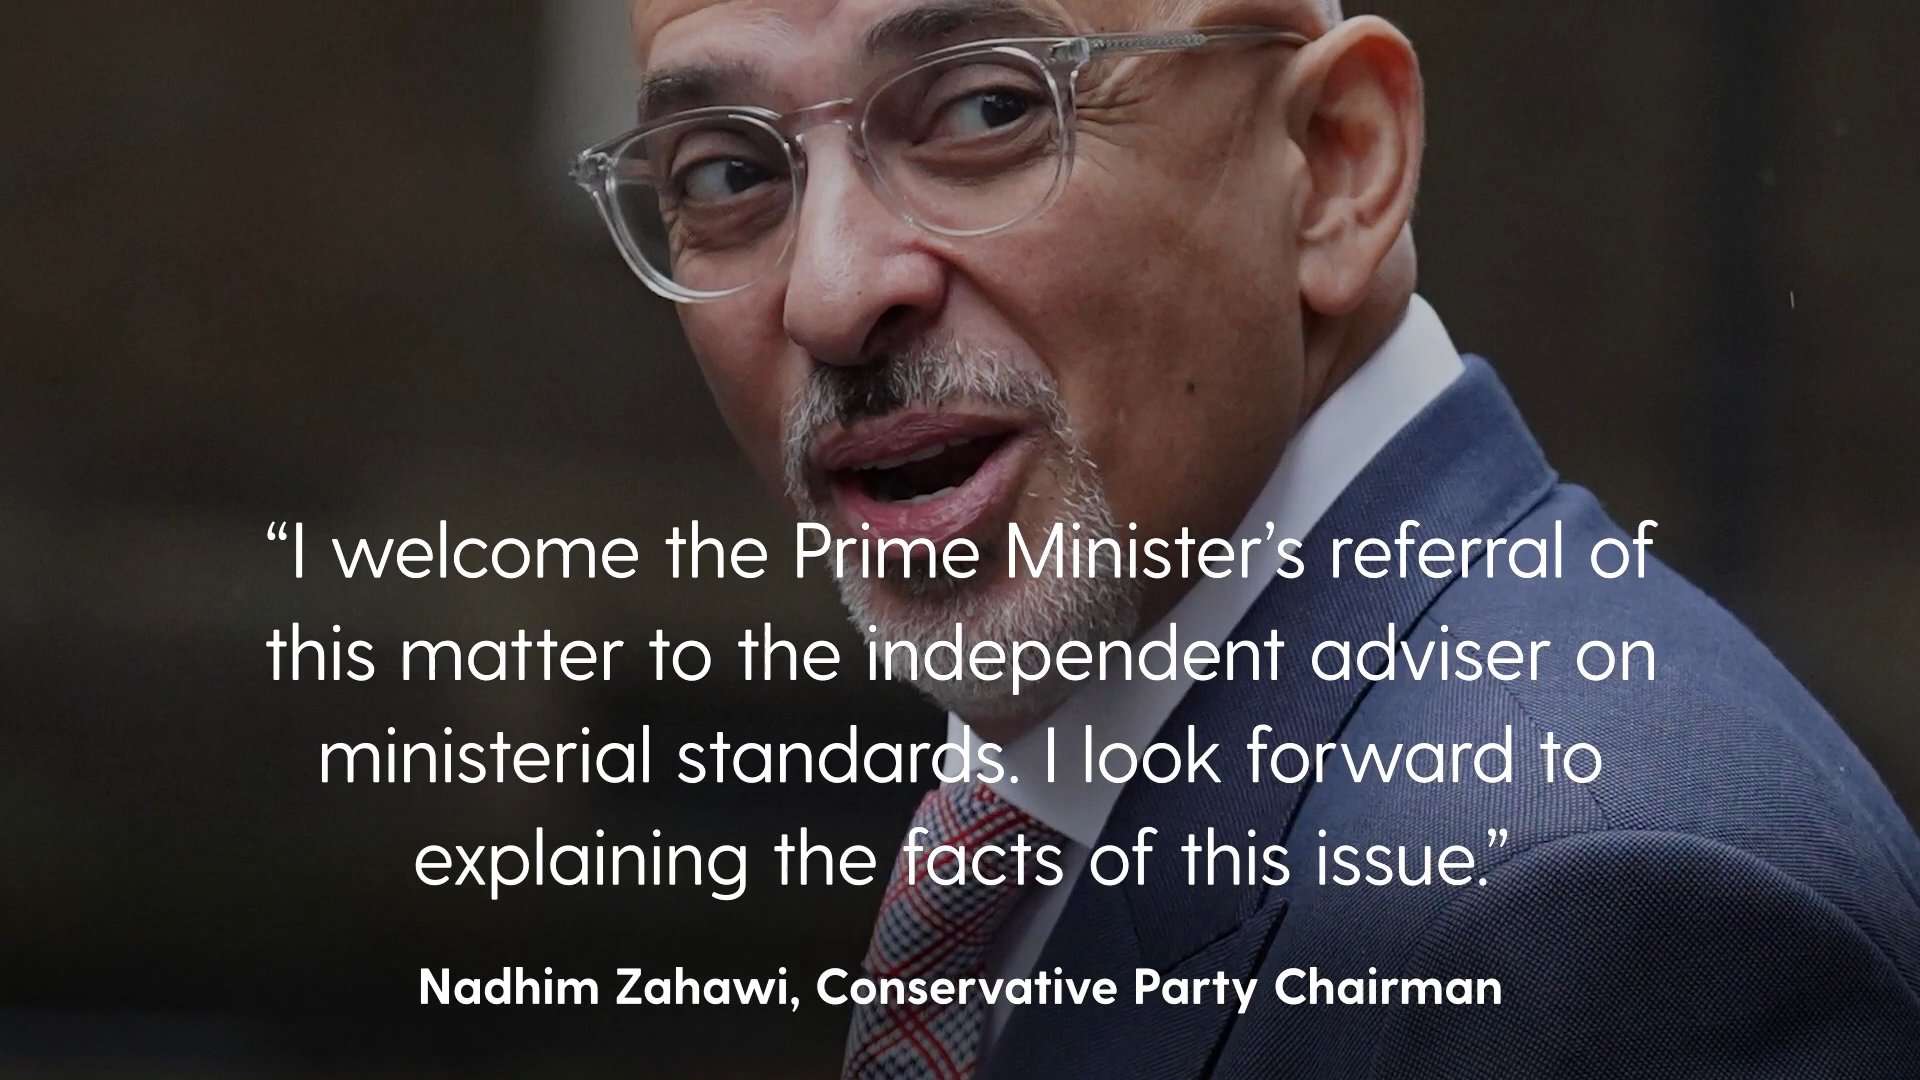 “I welcome the Prime Minister’s referral of
this matter to the independent adviser on
ministerial standards. I look forward to
explaining the facts of this issue.”
Nadhim Zahawi, Conservative Party Chairman